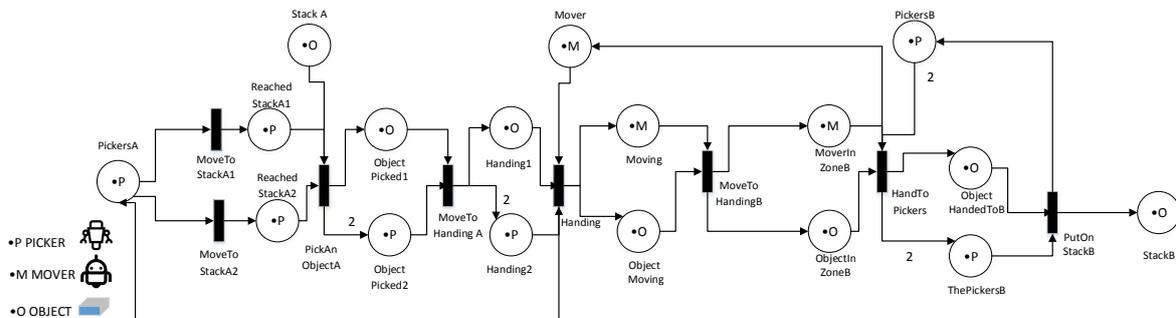 Stack A
•O
Mover
•M
PickersB
•P
2
Reached
StackA1
•P
•O
Object
Picked1
•O
Handing1
•M
Moving
•M
MoverIn
ZoneB
PickersA
•P
MoveTo
StackA1
Reached
StackA2
•P
MoveTo
StackA2
PickAn
ObjectA
2
•P
Object
Picked2
MoveTo
Handing A
2
•P
Handing2
Handing
•O
Object
Moving
MoveTo
HandingB
•O
ObjectIn
ZoneB
HandTo
Pickers
2
•O
Object
HandedToB
•P
ThePickersB
PutOn
StackB
•O
StackB
•P PICKER
•M MOVER
•O OBJECT